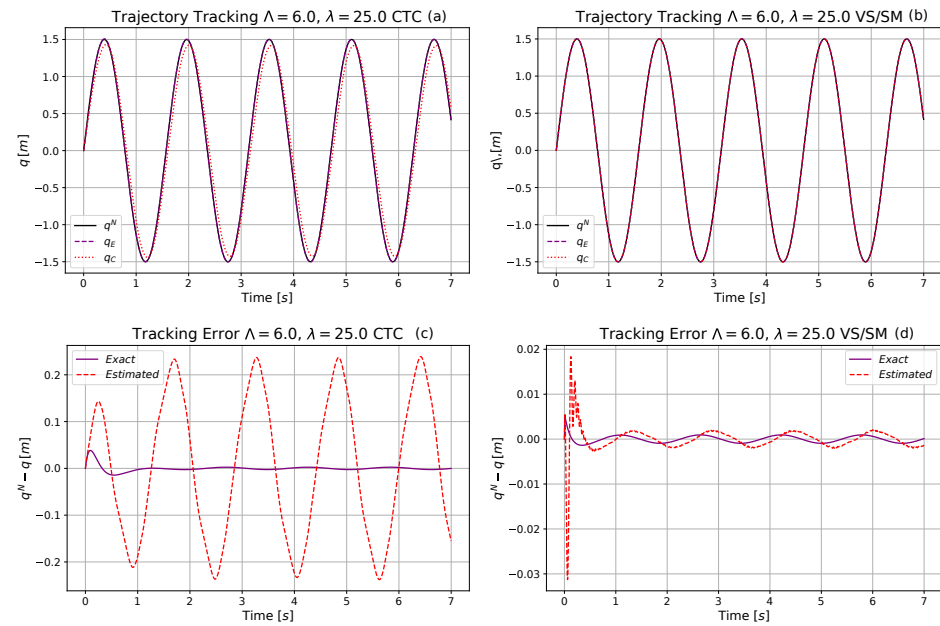 Trajectory Tracking Λ = 6.0, λ = 25.0 CTC (a)
1.5
1.0
0.5
0.0
−0.5
−1.0
−1.5
q [m]
q^N
q_E
q_C
0 1 2 3 4 5 6 7
Time [s]
Trajectory Tracking Λ = 6.0, λ = 25.0 VS/SM (b)
1.5
1.0
0.5
0.0
−0.5
−1.0
−1.5
q\,[m]
q^N
q_E
q_C
0 1 2 3 4 5 6 7
Time [s]
Tracking Error Λ = 6.0, λ = 25.0 CTC (c)
Exact
Estimated
0.2
0.1
0.0
−0.1
−0.2
q^N − q [m]
0 1 2 3 4 5 6 7
Time [s]
Tracking Error Λ = 6.0, λ = 25.0 VS/SM (d)
0.02
Exact
Estimated
0.01
0.00
−0.01
−0.02
−0.03
q^N − q [m]
0 1 2 3 4 5 6 7
Time [s]